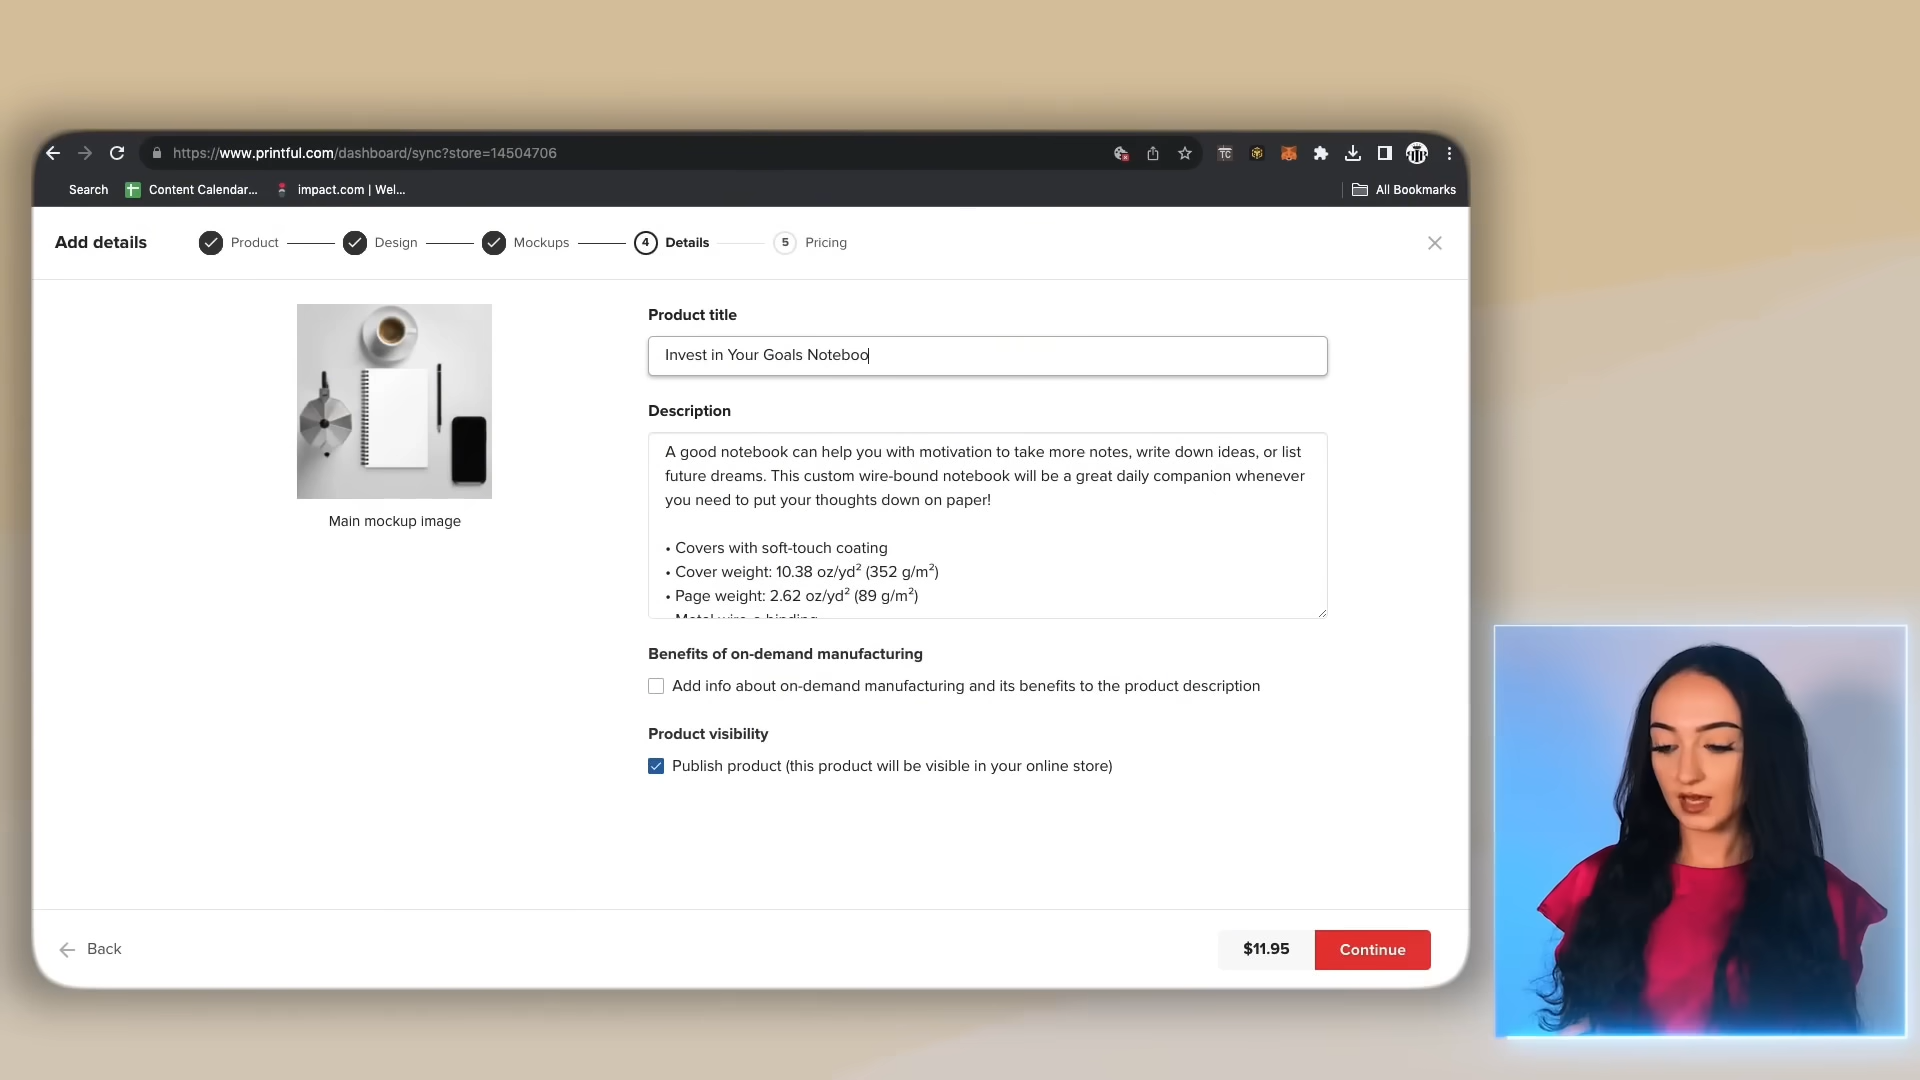 https://www.printful.com/dashboard/sync?store=14504706
TC
Search
Content Calendar...
impact.com | Wel...
All Bookmarks
Add details
Product
Design
Mockups
4
Details
5
Pricing
Main mockup image
Product title
Invest in Your Goals Noteboo
Description
A good notebook can help you with motivation to take more notes, write down ideas, or list
future dreams. This custom wire-bound notebook will be a great daily companion whenever
you need to put your thoughts down on paper!
• Covers with soft-touch coating
• Cover weight: 10.38 oz/yd² (352 g/m²)
• Page weight: 2.62 oz/yd² (89 g/m²)
• Metal wire-o binding
Benefits of on-demand manufacturing
Add info about on-demand manufacturing and its benefits to the product description
Product visibility
Publish product (this product will be visible in your online store)
Back
$11.95
Continue